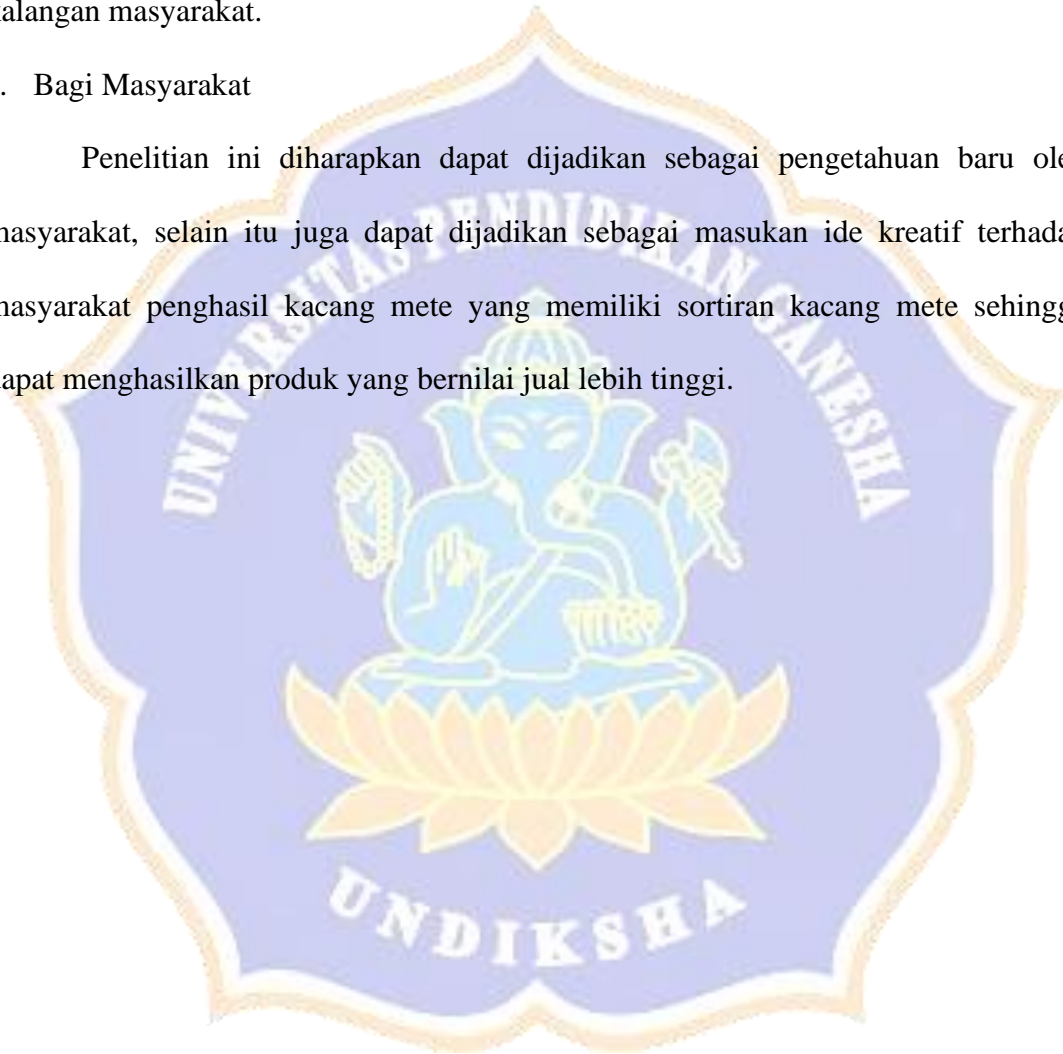 kalangan masyarakat.
. Bagi Masyarakat
Penelitian ini diharapkan dapat dijadikan sebagai pengetahuan baru ole
masyarakat, selain itu juga dapat dijadikan sebagai masukan ide kreatif terhada
masyarakat penghasil kacang mete yang memiliki sortiran kacang mete sehingg
dapat menghasilkan produk yang bernilai jual lebih tinggi.
UNIVERSITAS PENDIDIKAN GANESHA
UNDIKSHA